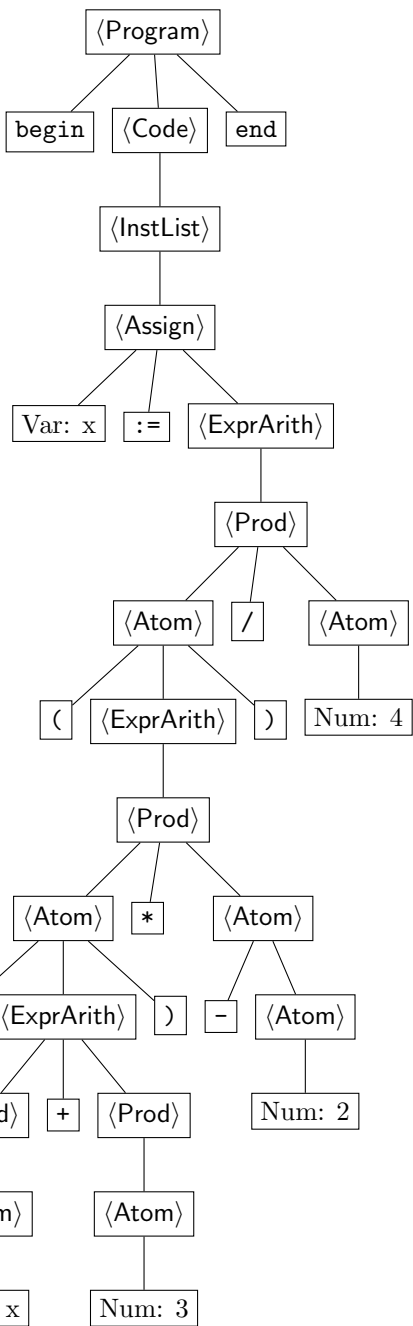 ⟨Program⟩
begin ⟨Code⟩ end
⟨InstList⟩
⟨Assign⟩
Var: x := ⟨ExprArith⟩
⟨Prod⟩
⟨Atom⟩ / ⟨Atom⟩
( ⟨ExprArith⟩ ) Num: 4
⟨Prod⟩
⟨Atom⟩ * ⟨Atom⟩
⟨ExprArith⟩ ) - ⟨Atom⟩
d⟩ + ⟨Prod⟩ Num: 2
m⟩ ⟨Atom⟩
x Num: 3